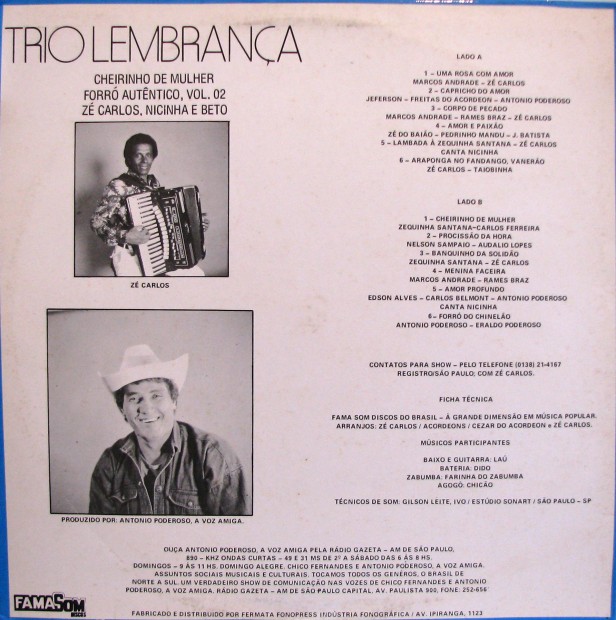 TRIO LEMBRANÇA
CHEIRINHO DE MULHER
FORRÓ AUTÊNTICO, VOL. 02
ZÉ CARLOS, NICINHA E BETO
ZÉ CARLOS
PRODUZIDO POR: ANTONIO PODEROSO, A VOZ AMIGA.
LADO A
1 – UMA ROSA COM AMOR
MARCOS ANDRADE – ZÉ CARLOS
2 – CAPRICHO DO AMOR
JEFERSON – FREITAS DO ACORDEON – ANTONIO PODEROSO
3 – CORPO DE PECADO
MARCOS ANDRADE – RAMES BRAZ – ZÉ CARLOS
4 – AMOR E PAIXÃO
ZÉ DO BAIÃO – PEDRINHO MANDU – J. BATISTA
5 – LAMBADA À ZEQUINHA SANTANA – ZÉ CARLOS
CANTA NICINHA
6 – ARAPONGA NO FANDANGO, VANERÃO
ZÉ CARLOS – TAIOBINHA
LADO B
1 – CHEIRINHO DE MULHER
ZEQUINHA SANTANA–CARLOS FERREIRA
2 – PROCISSÃO DA HORA
NELSON SAMPAIO – AUDALIO LOPES
3 – BANQUINHO DA SOLIDÃO
ZEQUINHA SANTANA – ZÉ CARLOS
4 – MENINA FACEIRA
MARCOS ANDRADE – RAMES BRAZ
5 – AMOR PROFUNDO
EDSON ALVES – CARLOS BELMONT – ANTONIO PODEROSO
CANTA NICINHA
6– FORRÓ DO CHINELÃO
ANTONIO PODEROSO – ERALDO PODEROSO
CONTATOS PARA SHOW – PELO TELEFONE (0138) 21-4167
REGISTRO/SÃO PAULO; COM ZÉ CARLOS.
FICHA TÉCNICA
FAMA SOM DISCOS DO BRASIL – À GRANDE DIMENSÃO EM MÚSICA POPULAR.
ARRANJOS: ZÉ CARLOS / ACORDEONS / CEZAR DO ACORDEON e ZÉ CARLOS.
MÚSICOS PARTICIPANTES
BAIXO E GUITARRA: LAÚ
BATERIA: DIDO
ZABUMBA: FARINHA DO ZABUMBA
AGOGÔ: CHICÃO
TÉCNICOS DE SOM: GILSON LEITE, IVO / ESTÚDIO SONART / SÃO PAULO – SP
OUÇA ANTONIO PODEROSO, A VOZ AMIGA PELA RÁDIO GAZETA – AM DE SÃO PAULO,
890 – KHZ ONDAS CURTAS – 49 E 31 MS DE 2ª A SÁBADO DAS 6 ÀS 8 HS.
DOMINGOS – 9 ÀS 11 HS. DOMINGO ALEGRE. CHICO FERNANDES E ANTONIO PODEROSO, A VOZ AMIGA.
ASSUNTOS SOCIAIS MUSICAIS E CULTURAIS. TOCAMOS TODOS OS GENÊROS, O BRASIL DE
NORTE A SUL. UM VERDADEIRO SHOW DE COMUNICAÇÃO NAS VOZES DE CHICO FERNANDES E ANTONIO
PODEROSO, A VOZ AMIGA. RÁDIO GAZETA – AM DE SÃO PAULO CAPITAL. AV. PAULISTA 900, FONE: 252-656
FAMASOM
DISCOS
FABRICADO E DISTRIBUIDO POR FERMATA FONOPRESS INDÚSTRIA FONOGRÁFICA / AV. IPIRANGA, 1123